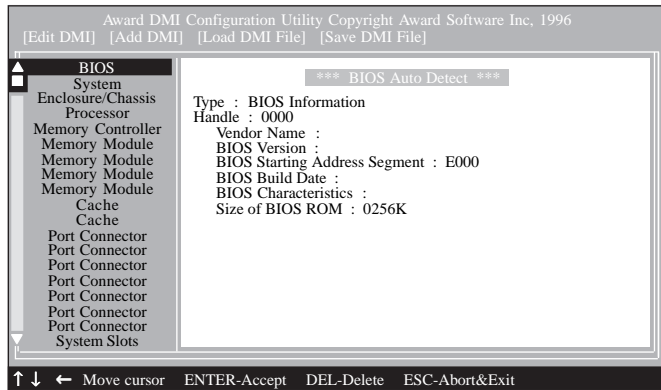 Award DMI Configuration Utility Copyright Award Software Inc, 1996
[Edit DMI] [Add DMI] [Load DMI File] [Save DMI File]
BIOS
System
Enclosure/Chassis
Processor
Memory Controller
Memory Module
Memory Module
Memory Module
Memory Module
Cache
Cache
Port Connector
Port Connector
Port Connector
Port Connector
Port Connector
Port Connector
Port Connector
System Slots
*** BIOS Auto Detect ***
Type : BIOS Information
Handle : 0000
Vendor Name :
BIOS Version :
BIOS Starting Address Segment : E000
BIOS Build Date :
BIOS Characteristics :
Size of BIOS ROM : 0256K
↑↓ ← Move cursor ENTER-Accept DEL-Delete ESC-Abort&Exit